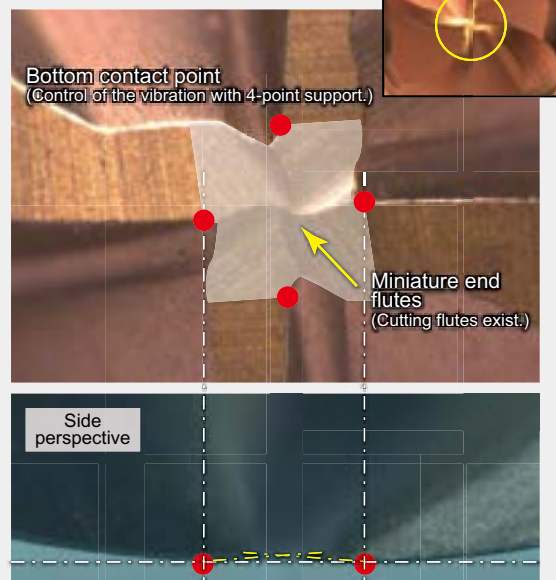 Bottom contact point
(Control of the vibration with 4-point support.)
Miniature end
flutes
(Cutting flutes exist.)
Side
perspective